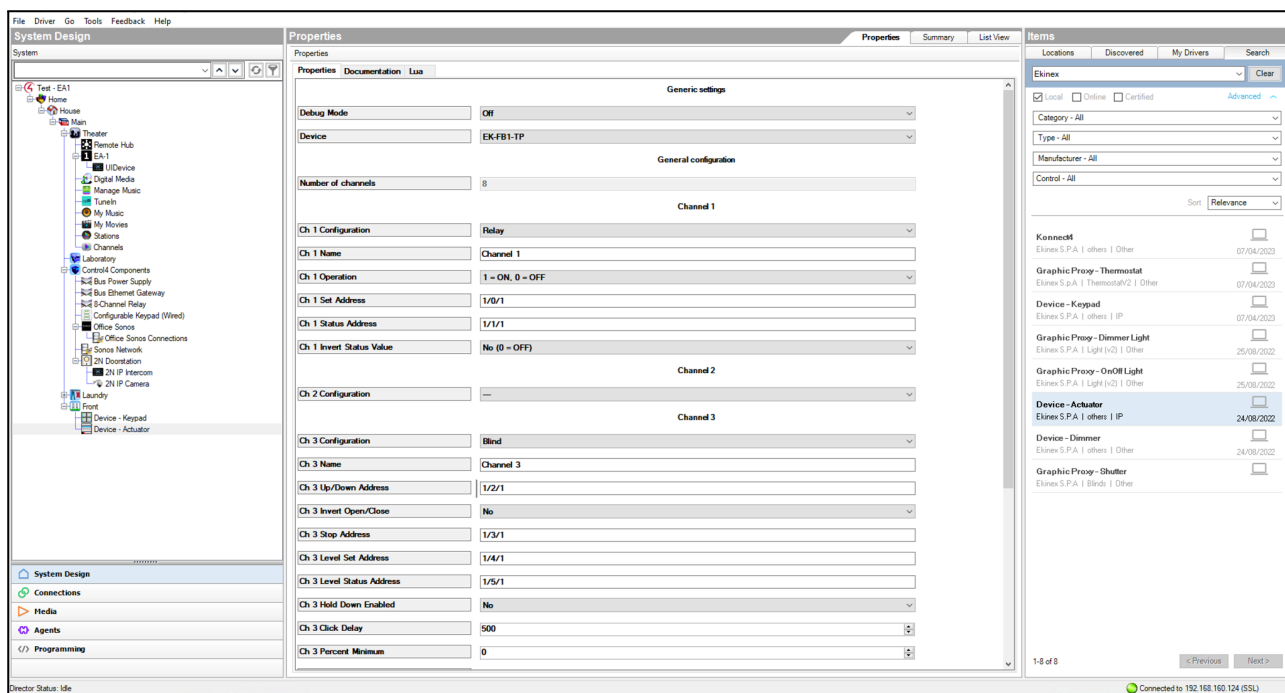 File Driver Go Tools Feedback Help
System Design
System
Test - EA1
Home
House
Main
Theater
Remote Hub
EA-1
UIDevice
Digital Media
Manage Music
TuneIn
My Music
My Movies
Stations
Channels
Laboratory
Control4 Components
Bus Power Supply
Bus Ethernet Gateway
8-Channel Relay
Configurable Keypad (Wired)
Office Sonos
Office Sonos Connections
Sonos Network
2N Doorstation
2N IP Intercom
2N IP Camera
Laundry
Front
Device - Keypad
Device - Actuator
System Design
Connections
Media
Agents
Programming
Director Status: Idle
Properties
Properties Summary List View
Properties
Properties Documentation Lua
Generic settings
Debug Mode Off
Device EK-FB1-TP
General configuration
Number of channels 8
Channel 1
Ch 1 Configuration Relay
Ch 1 Name Channel 1
Ch 1 Operation 1 = ON, 0 = OFF
Ch 1 Set Address 1/0/1
Ch 1 Status Address 1/1/1
Ch 1 Invert Status Value No (0 = OFF)
Channel 2
Ch 2 Configuration —
Channel 3
Ch 3 Configuration Blind
Ch 3 Name Channel 3
Ch 3 Up/Down Address 1/2/1
Ch 3 Invert Open/Close No
Ch 3 Stop Address 1/3/1
Ch 3 Level Set Address 1/4/1
Ch 3 Level Status Address 1/5/1
Ch 3 Hold Down Enabled No
Ch 3 Click Delay 500
Ch 3 Percent Minimum 0
Items
Locations Discovered My Drivers Search
Ekinex Clear
Local Online Certified Advanced
Category - All
Type - All
Manufacturer - All
Control - All
Sort Relevance
Konnect4
Ekinex S.P.A | others | Other 07/04/2023
Graphic Proxy - Thermostat
Ekinex S.p.A | ThermostatV2 | Other 07/04/2023
Device - Keypad
Ekinex S.P.A | others | IP 07/04/2023
Graphic Proxy - Dimmer Light
Ekinex S.P.A | Light (v2) | Other 25/08/2022
Graphic Proxy - OnOff Light
Ekinex S.P.A | Light (v2) | Other 25/08/2022
Device - Actuator
Ekinex S.P.A | others | IP 24/08/2022
Device - Dimmer
Ekinex S.P.A | others | Other 24/08/2022
Graphic Proxy - Shutter
Ekinex S.P.A | Blinds | Other
1-8 of 8 < Previous Next >
Connected to 192.168.160.124 (SSL)